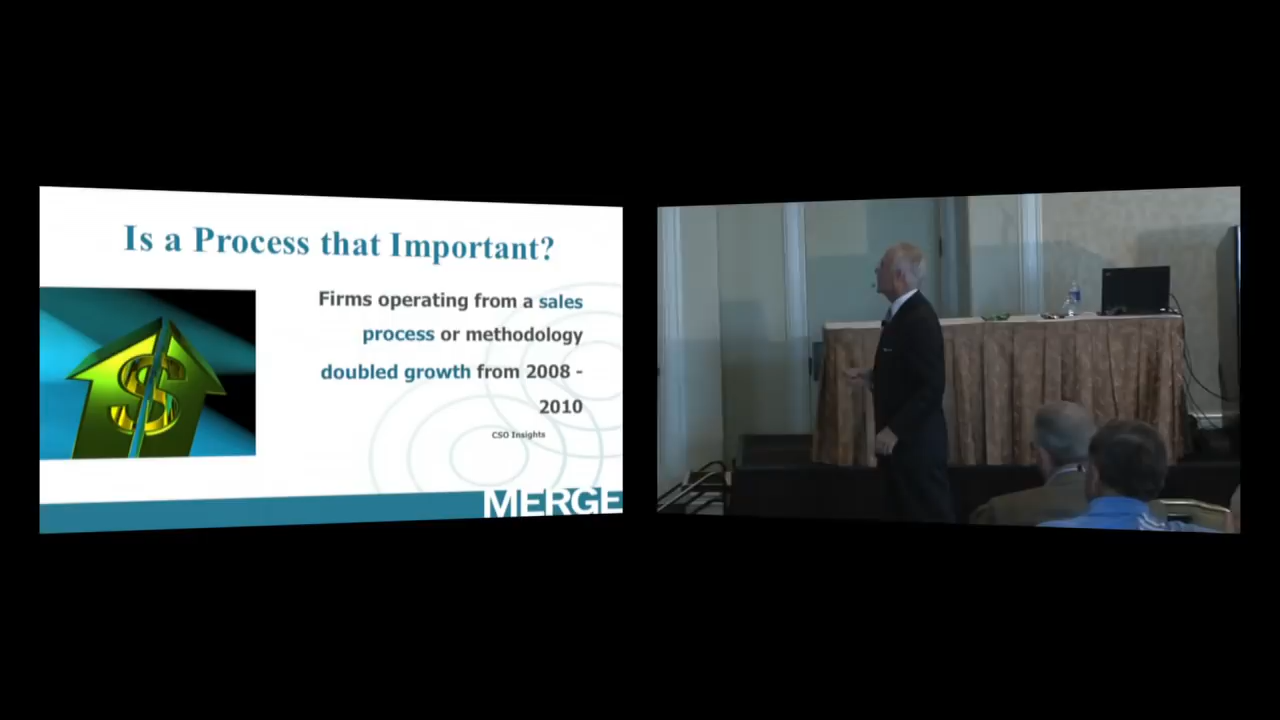 Is a Process that Important?
Firms operating from a sales
process or methodology
doubled growth from 2008 -
2010
CSO Insights
MERGE